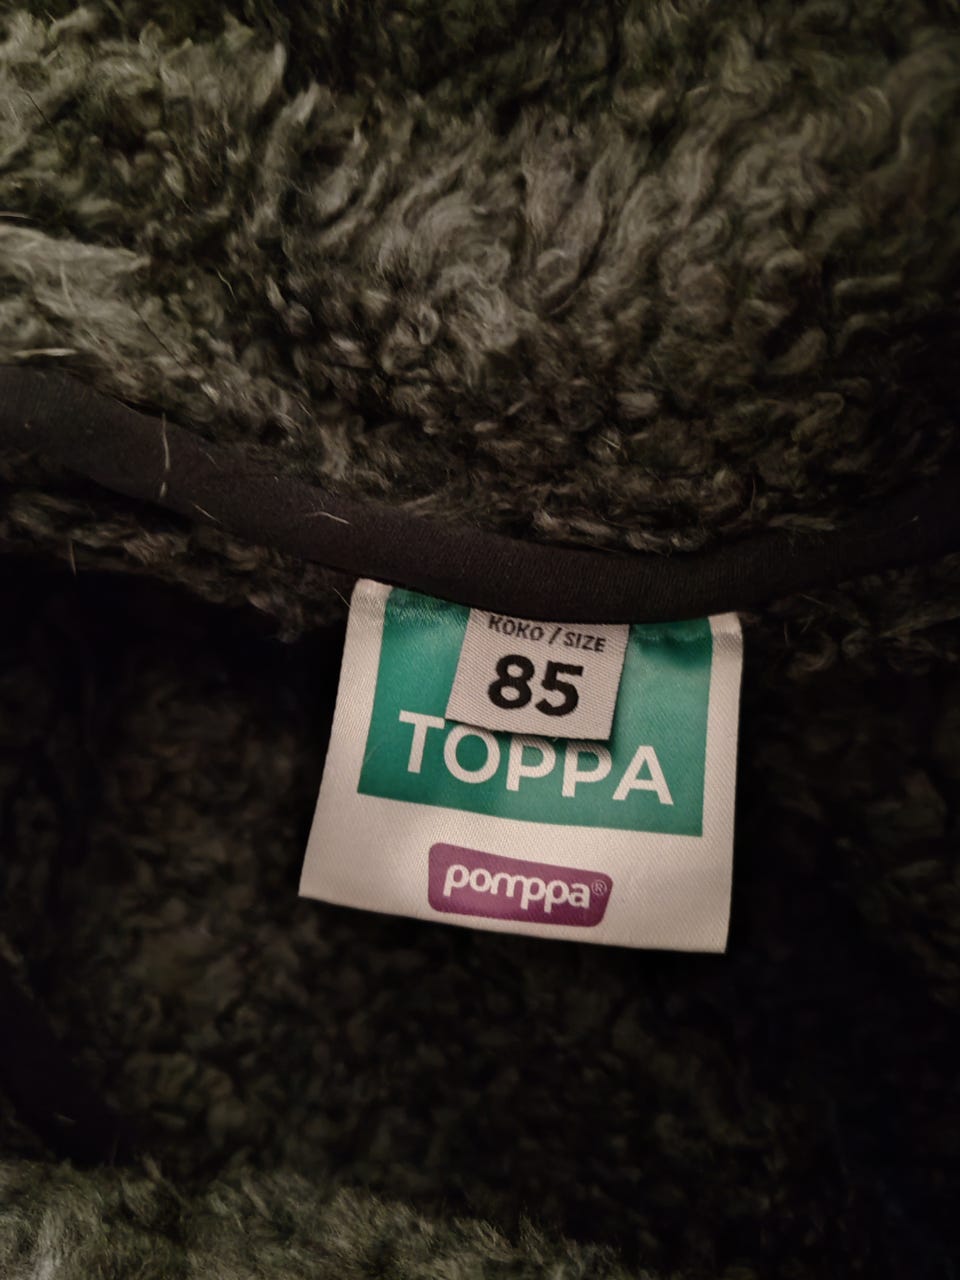 KOKO / SIZE
85
TOPPA
pomppa®